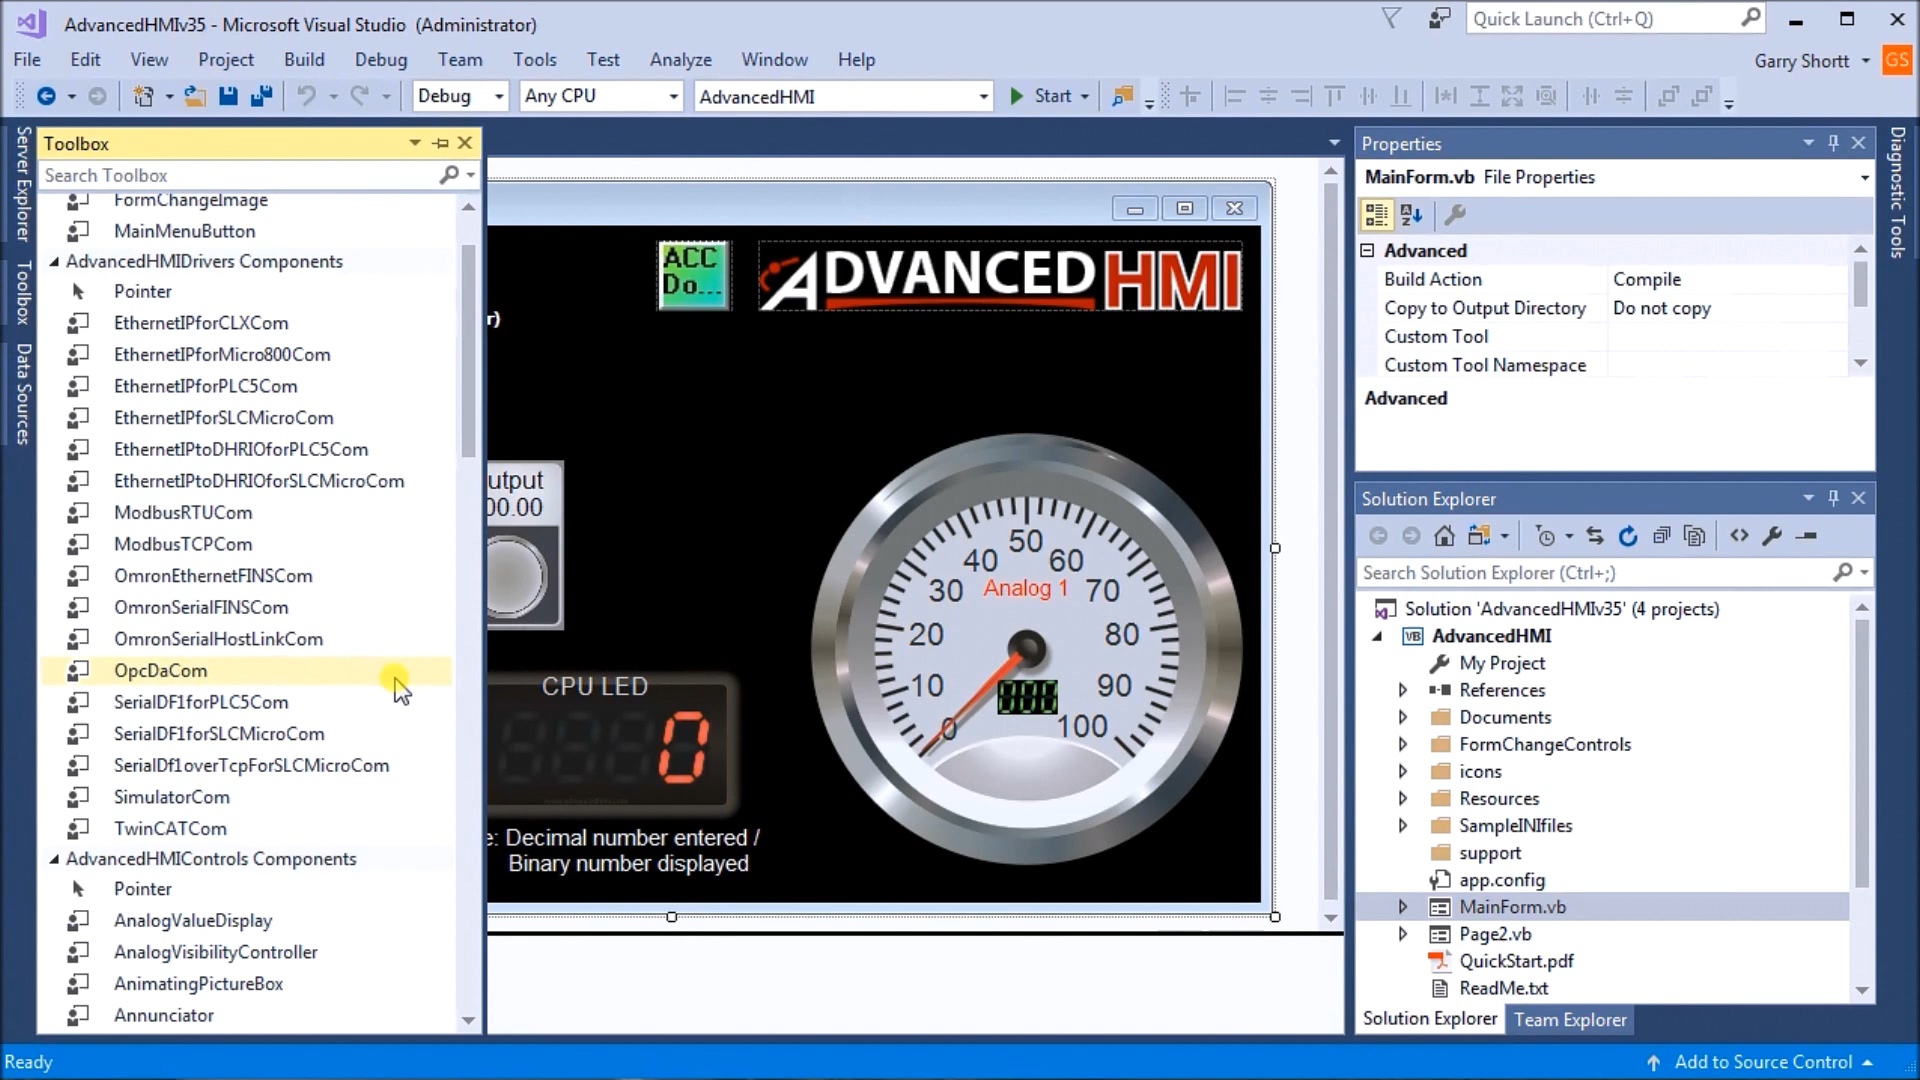 AdvancedHMIv35 - Microsoft Visual Studio (Administrator)
Quick Launch (Ctrl+Q)
File Edit View Project Build Debug Team Tools Test Analyze Window Help
Garry Shortt
GS
Debug
Any CPU
AdvancedHMI
Start
Server Explorer
Toolbox
Data Sources
Toolbox
Search Toolbox
FormChangeImage
MainMenuButton
AdvancedHMIDrivers Components
Pointer
EthernetIPforCLXCom
EthernetIPforMicro800Com
EthernetIPforPLC5Com
EthernetIPforSLCMicroCom
EthernetIPtoDHRIOforPLC5Com
EthernetIPtoDHRIOforSLCMicroCom
ModbusRTUCom
ModbusTCPCom
OmronEthernetFINSCom
OmronSerialFINSCom
OmronSerialHostLinkCom
OpcDaCom
SerialDF1forPLC5Com
SerialDF1forSLCMicroCom
SerialDf1overTcpForSLCMicroCom
SimulatorCom
TwinCATCom
AdvancedHMIControls Components
Pointer
AnalogValueDisplay
AnalogVisibilityController
AnimatingPictureBox
Annunciator
ACC
Do...
ADVANCED HMI
r)
utput
00.00
CPU LED
0
e: Decimal number entered /
Binary number displayed
0
10
20
30
40
50
60
70
80
90
100
Analog 1
000
Properties
MainForm.vb File Properties
Advanced
Build Action Compile
Copy to Output Directory Do not copy
Custom Tool
Custom Tool Namespace
Advanced
Solution Explorer
Search Solution Explorer (Ctrl+;)
Solution 'AdvancedHMIv35' (4 projects)
VB AdvancedHMI
My Project
References
Documents
FormChangeControls
icons
Resources
SampleINIfiles
support
app.config
MainForm.vb
Page2.vb
QuickStart.pdf
ReadMe.txt
Solution Explorer Team Explorer
Diagnostic Tools
Ready
Add to Source Control